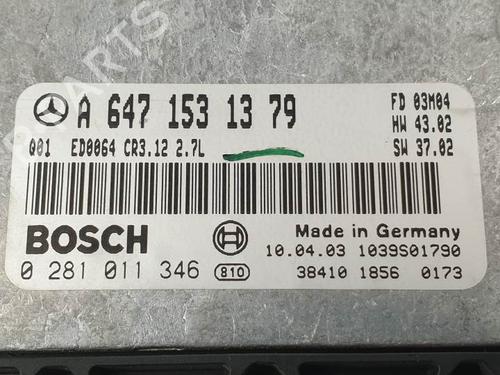 PARTS
A 647 153 13 79
FD 03M04
HW 43.02
001 ED0064 CR3.12 2.7L
SW 37.02
BOSCH
Made in Germany
10.04.03 1039S01790
0 281 011 346 810
38410 1856 0173